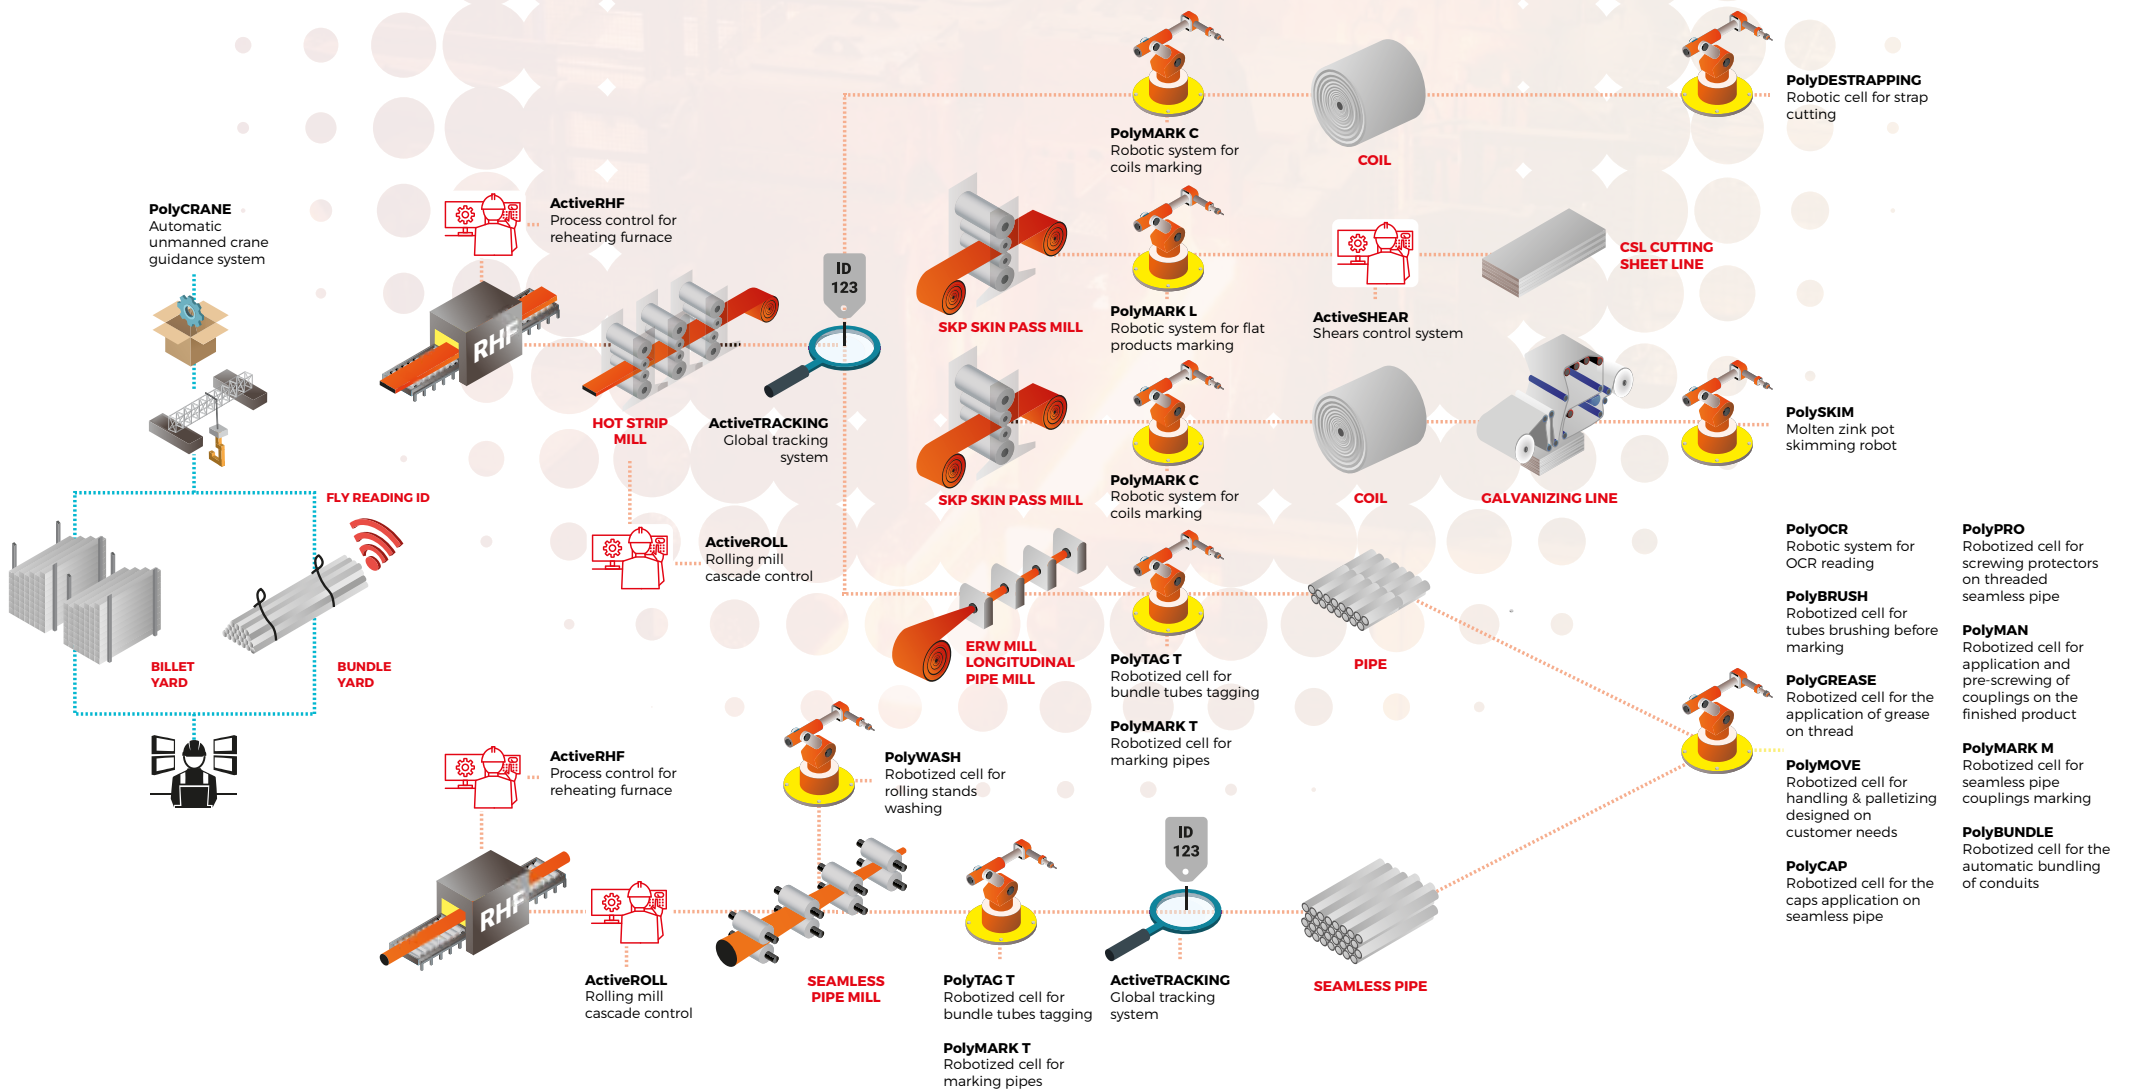 PolyCRANE
Automatic
unmanned crane
guidance system
FLY READING ID
BILLET
YARD
BUNDLE
YARD
ActiveRHF
Process control for
reheating furnace
RHF
HOT STRIP
MILL
ActiveROLL
Rolling mill
cascade control
ID
123
ActiveTRACKING
Global tracking
system
PolyMARK C
Robotic system for
coils marking
COIL
PolyDESTRAPPING
Robotic cell for strap
cutting
SKP SKIN PASS MILL
PolyMARK L
Robotic system for flat
products marking
ActiveSHEAR
Shears control system
CSL CUTTING
SHEET LINE
SKP SKIN PASS MILL
PolyMARK C
Robotic system for
coils marking
COIL
GALVANIZING LINE
PolySKIM
Molten zink pot
skimming robot
ERW MILL
LONGITUDINAL
PIPE MILL
PolyTAG T
Robotized cell for
bundle tubes tagging
PolyMARK T
Robotized cell for
marking pipes
PIPE
ActiveRHF
Process control for
reheating furnace
RHF
ActiveROLL
Rolling mill
cascade control
PolyWASH
Robotized cell for
rolling stands
washing
SEAMLESS
PIPE MILL
PolyTAG T
Robotized cell for
bundle tubes tagging
PolyMARK T
Robotized cell for
marking pipes
ID
123
ActiveTRACKING
Global tracking
system
SEAMLESS PIPE
PolyOCR
Robotic system for
OCR reading
PolyBRUSH
Robotized cell for
tubes brushing before
marking
PolyGREASE
Robotized cell for the
application of grease
on thread
PolyMOVE
Robotized cell for
handling & palletizing
designed on
customer needs
PolyCAP
Robotized cell for the
caps application on
seamless pipe
PolyPRO
Robotized cell for
screwing protectors
on threaded
seamless pipe
PolyMAN
Robotized cell for
application and
pre-screwing of
couplings on the
finished product
PolyMARK M
Robotized cell for
seamless pipe
couplings marking
PolyBUNDLE
Robotized cell for the
automatic bundling
of conduits